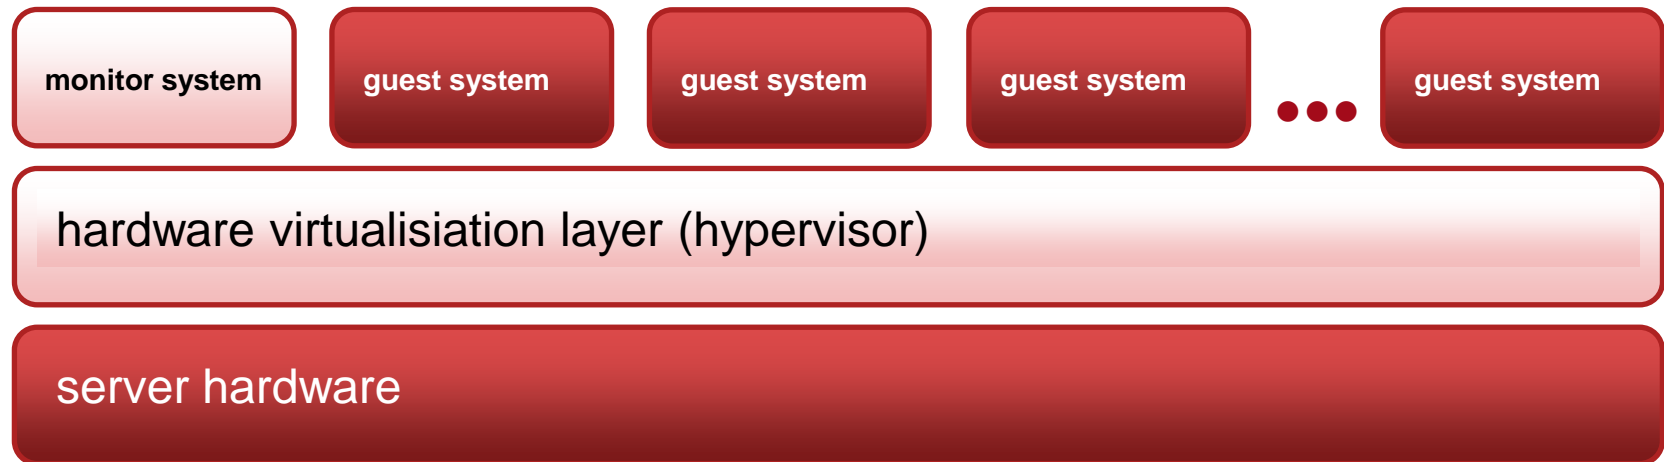 monitor system
guest system
guest system
guest system
guest system
hardware virtualisiation layer (hypervisor)
server hardware